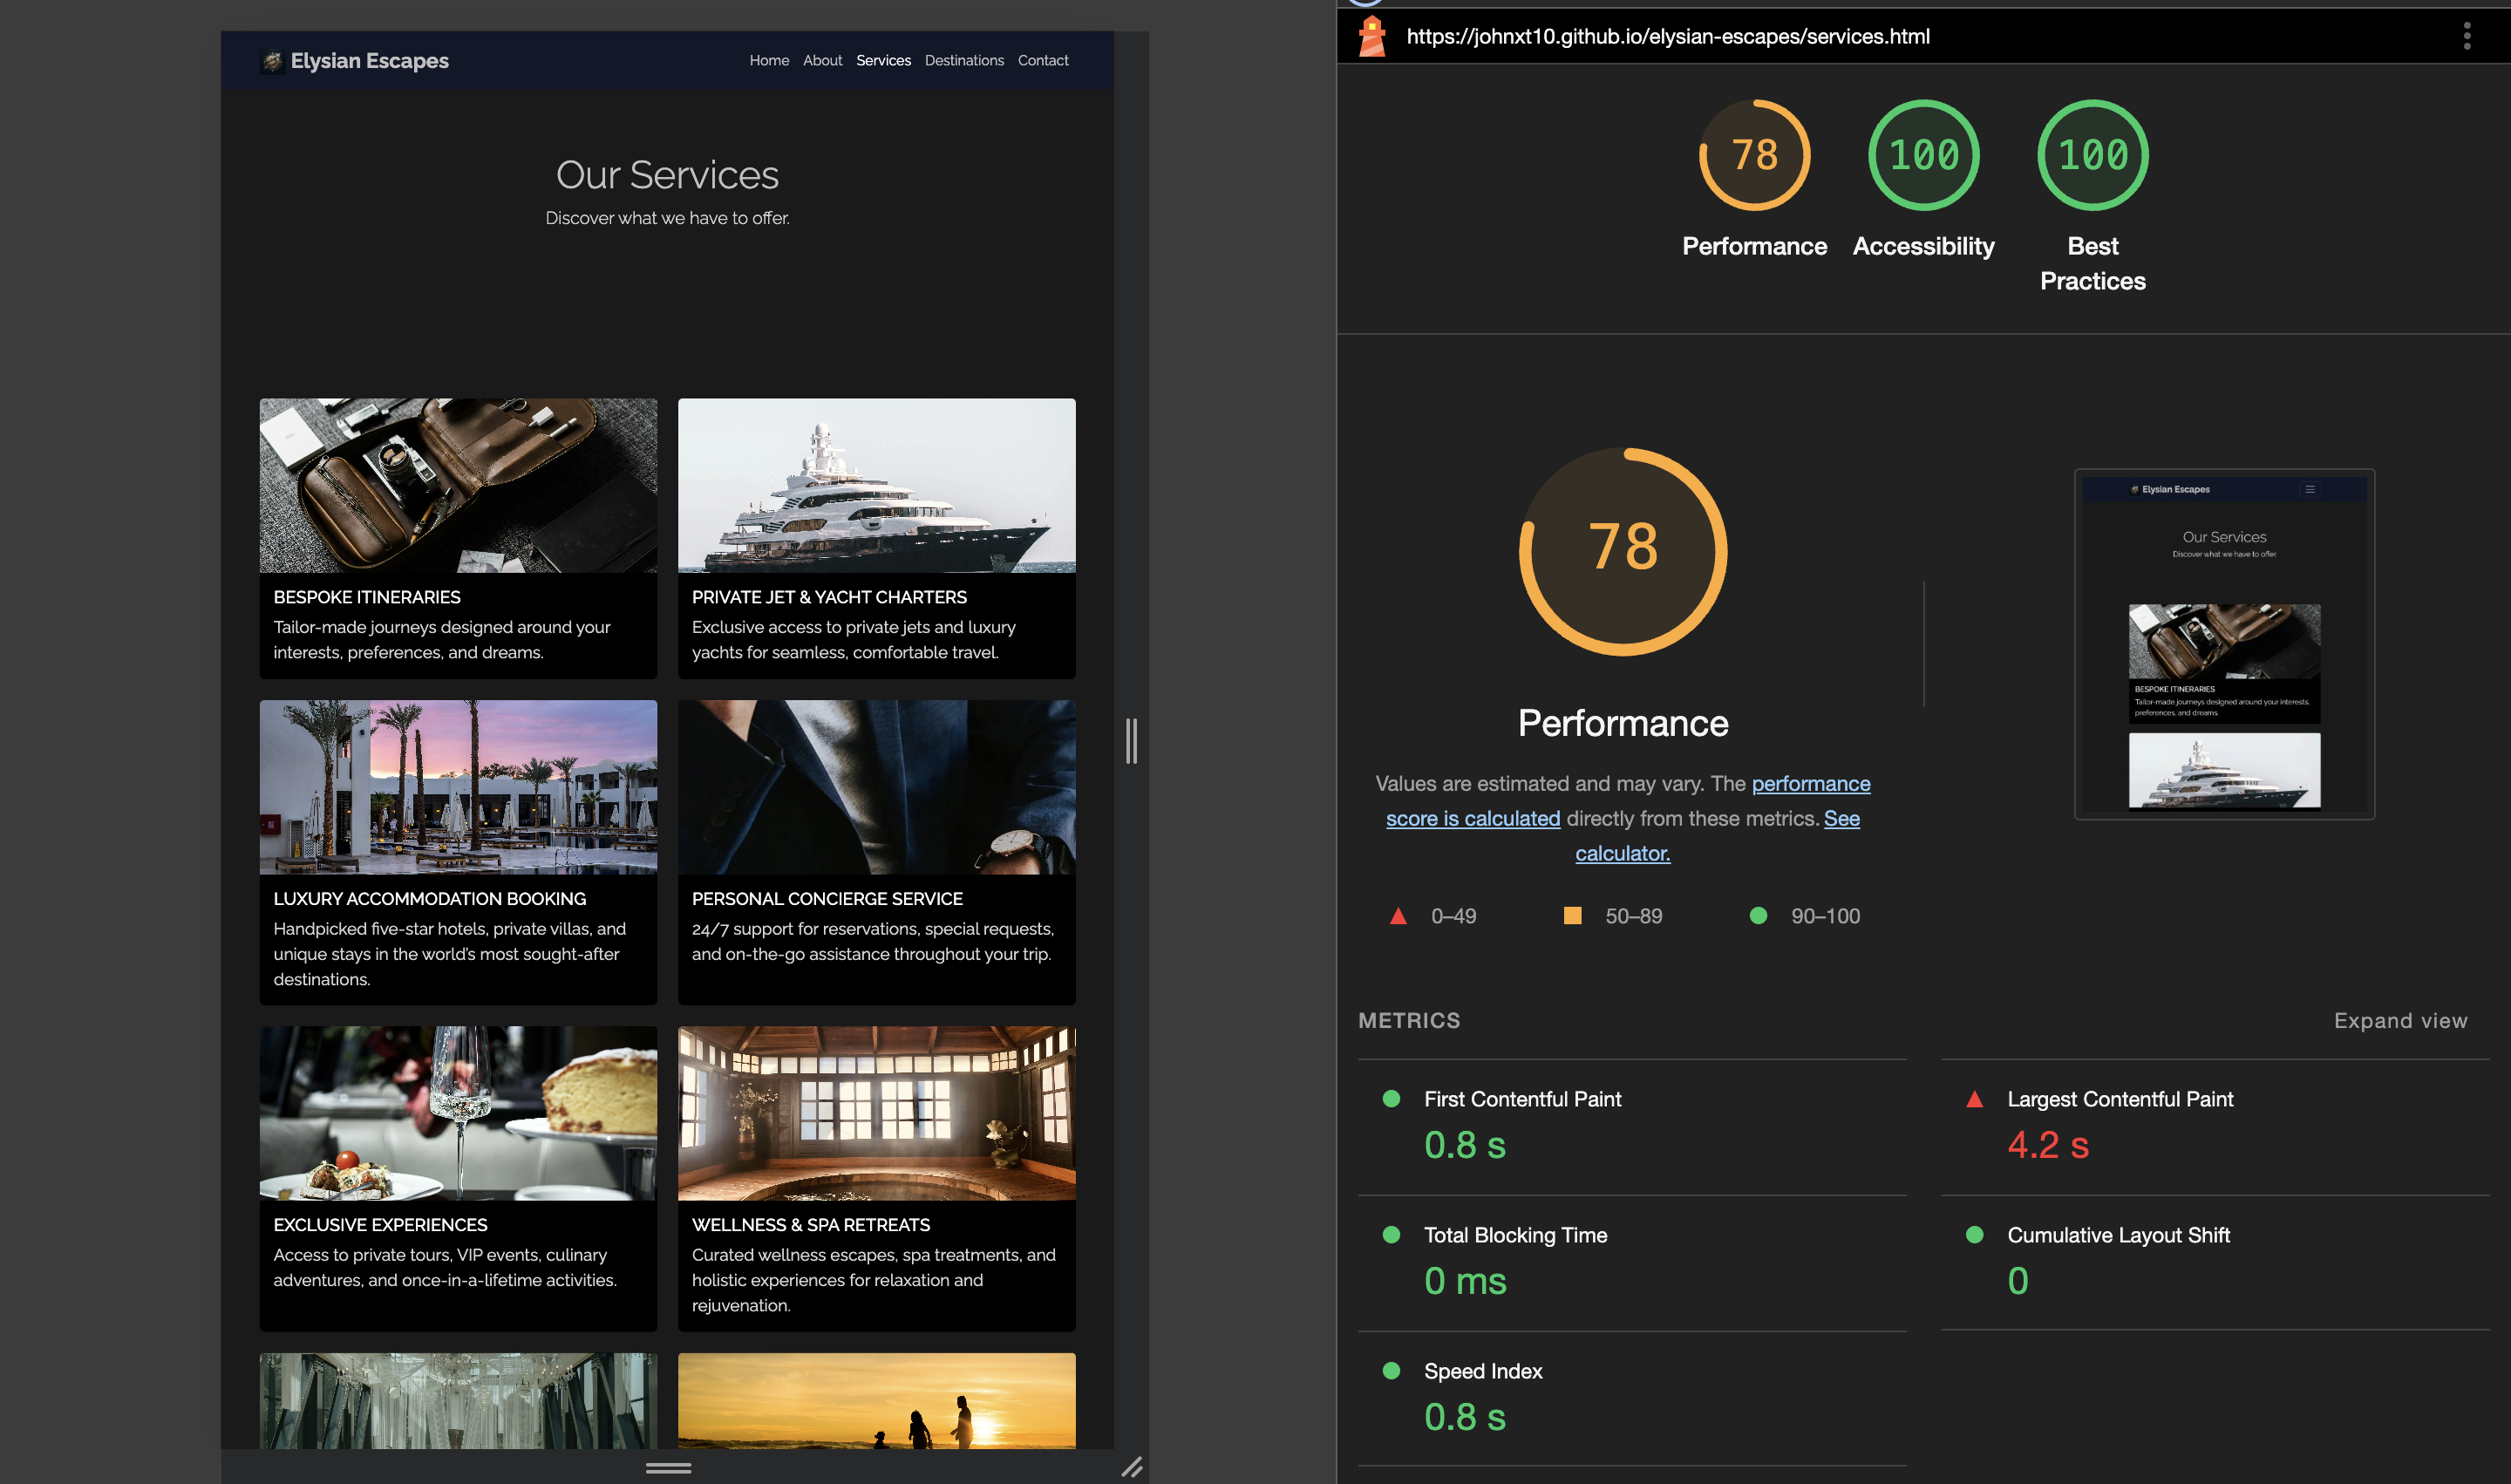 Elysian Escapes
Home About Services Destinations Contact
Our Services
Discover what we have to offer.
BESPOKE ITINERARIES
Tailor-made journeys designed around your
interests, preferences, and dreams.
PRIVATE JET & YACHT CHARTERS
Exclusive access to private jets and luxury
yachts for seamless, comfortable travel.
LUXURY ACCOMMODATION BOOKING
Handpicked five-star hotels, private villas, and
unique stays in the world's most sought-after
destinations.
PERSONAL CONCIERGE SERVICE
24/7 support for reservations, special requests,
and on-the-go assistance throughout your trip.
EXCLUSIVE EXPERIENCES
Access to private tours, VIP events, culinary
adventures, and once-in-a-lifetime activities.
WELLNESS & SPA RETREATS
Curated wellness escapes, spa treatments, and
holistic experiences for relaxation and
rejuvenation.
https://johnxt10.github.io/elysian-escapes/services.html
78
100
100
Performance
Accessibility
Best
Practices
78
Performance
Values are estimated and may vary. The performance
score is calculated directly from these metrics. See
calculator.
0–49
50–89
90–100
Elysian Escapes
Our Services
Discover what we have to offer.
BESPOKE ITINERARIES
Tailor-made journeys designed around your interests,
preferences, and dreams.
METRICS
Expand view
First Contentful Paint
0.8 s
Largest Contentful Paint
4.2 s
Total Blocking Time
0 ms
Cumulative Layout Shift
0
Speed Index
0.8 s